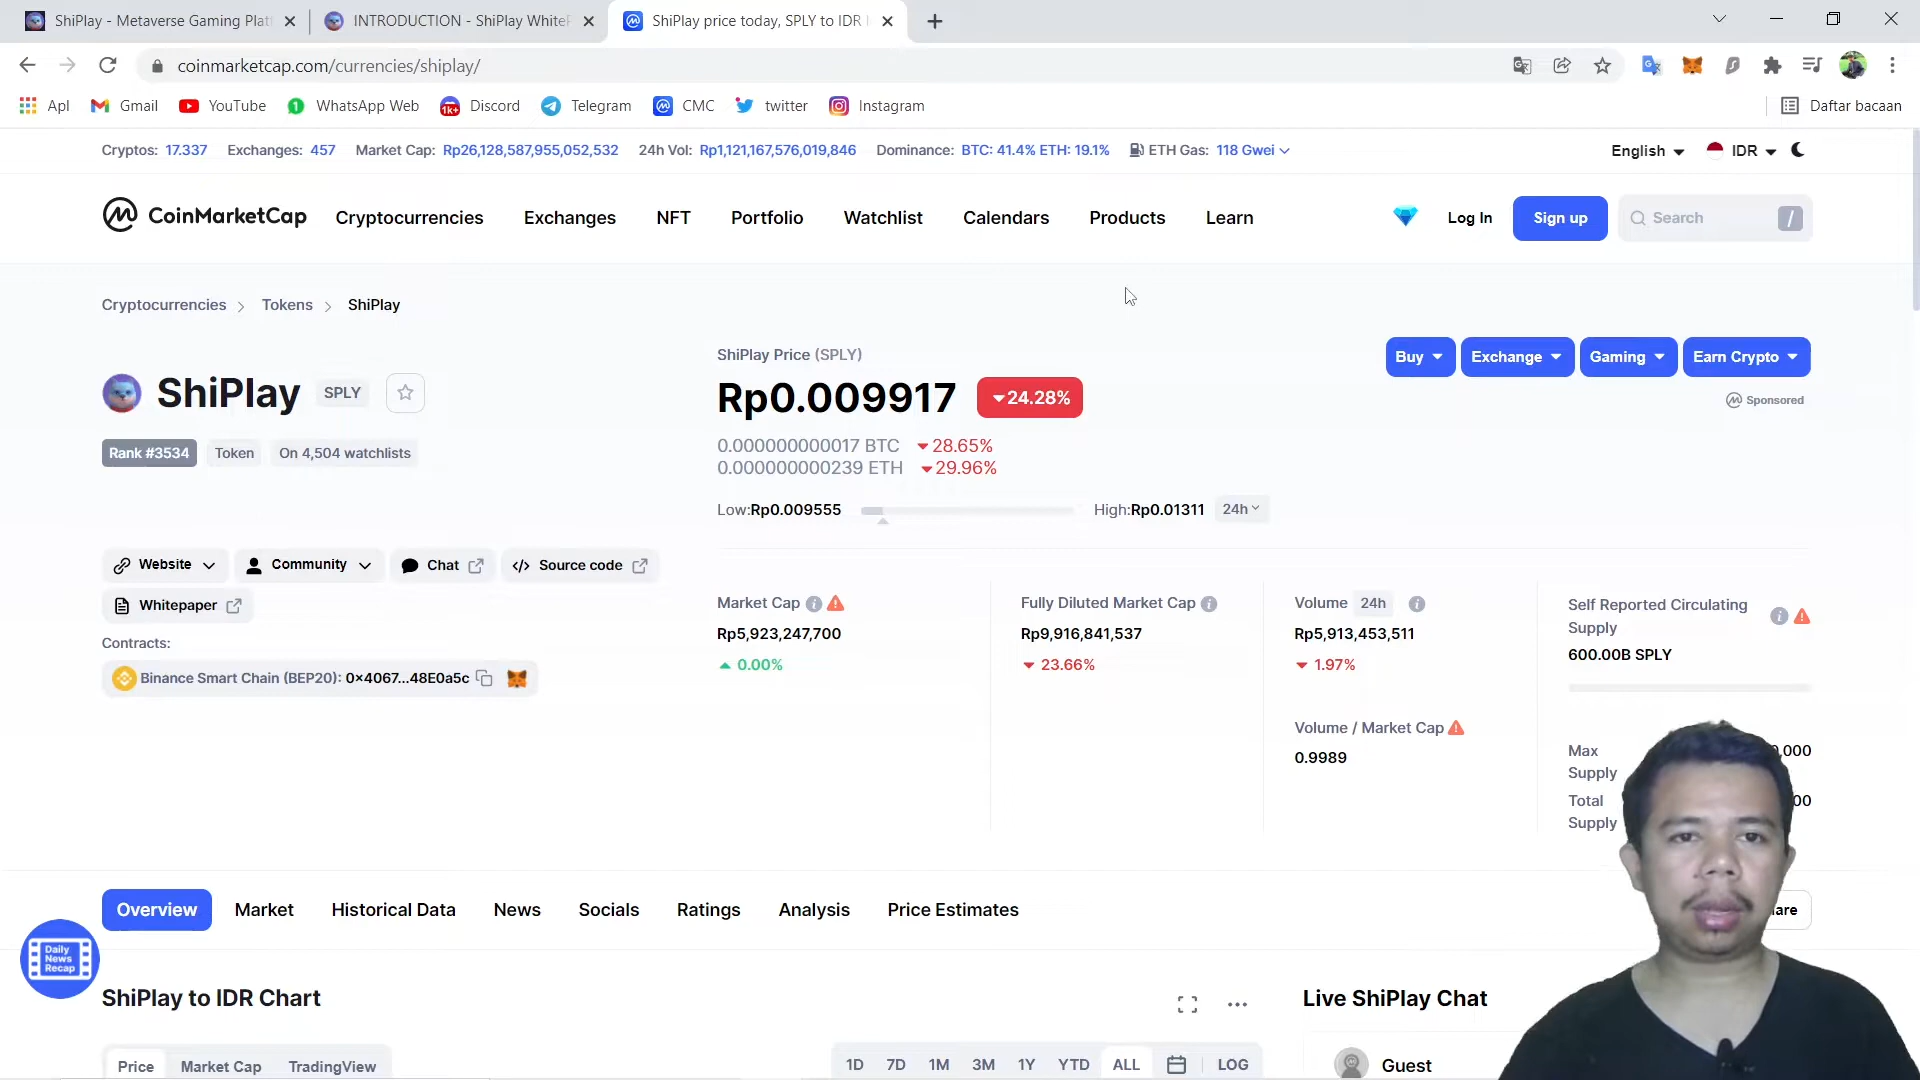 ShiPlay - Metaverse Gaming Plat
INTRODUCTION - ShiPlay WhiteP
ShiPlay price today, SPLY to IDR
coinmarketcap.com/currencies/shiplay/
Apl
Gmail
YouTube
1
WhatsApp Web
1K+
Discord
Telegram
CMC
twitter
Instagram
Daftar bacaan
Cryptos: 17.337
Exchanges: 457
Market Cap: Rp26,128,587,955,052,532
24h Vol: Rp1,121,167,576,019,846
Dominance: BTC: 41.4% ETH: 19.1%
ETH Gas: 118 Gwei
English
IDR
CoinMarketCap
Cryptocurrencies
Exchanges
NFT
Portfolio
Watchlist
Calendars
Products
Learn
Log In
Sign up
Search
/
Cryptocurrencies
Tokens
ShiPlay
ShiPlay SPLY
Rank #3534
Token
On 4,504 watchlists
Website
Community
Chat
Source code
Whitepaper
Contracts:
Binance Smart Chain (BEP20): 0x4067...48E0a5c
ShiPlay Price (SPLY)
Rp0.009917 24.28%
0.000000000017 BTC 28.65%
0.000000000239 ETH 29.96%
Low:Rp0.009555
High:Rp0.01311
24h
Buy
Exchange
Gaming
Earn Crypto
Sponsored
Market Cap
Rp5,923,247,700
0.00%
Fully Diluted Market Cap
Rp9,916,841,537
23.66%
Volume 24h
Rp5,913,453,511
1.97%
Volume / Market Cap
0.9989
Self Reported Circulating
Supply
600.00B SPLY
Max
Supply
Total
Supply
Overview
Market
Historical Data
News
Socials
Ratings
Analysis
Price Estimates
Daily
News
Recap
ShiPlay to IDR Chart
Price
Market Cap
TradingView
1D
7D
1M
3M
1Y
YTD
ALL
LOG
Live ShiPlay Chat
Guest